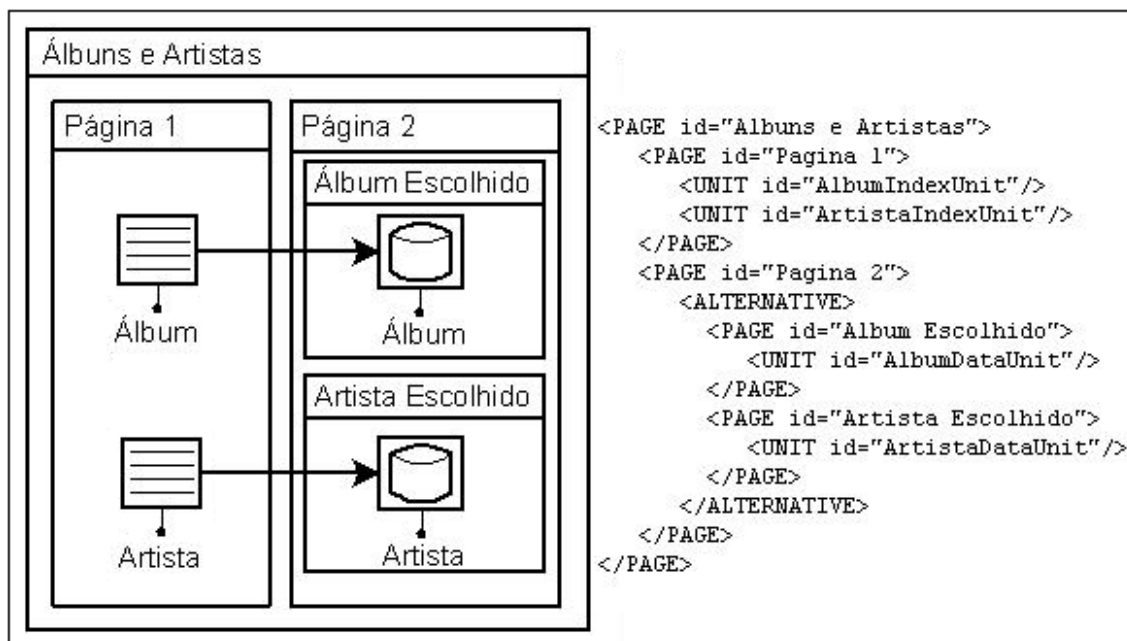 Álbuns e Artistas
Página 1
Página 2
Álbum Escolhido
Álbum
Álbum
Artista Escolhido
Artista
Artista
<PAGE id="Albuns e Artistas">
<PAGE id="Pagina 1">
<UNIT id="AlbumIndexUnit"/>
<UNIT id="ArtistaIndexUnit"/>
</PAGE>
<PAGE id="Pagina 2">
<ALTERNATIVE>
<PAGE id="Album Escolhido">
<UNIT id="AlbumDataUnit"/>
</PAGE>
<PAGE id="Artista Escolhido">
<UNIT id="ArtistaDataUnit"/>
</PAGE>
</ALTERNATIVE>
</PAGE>
</PAGE>